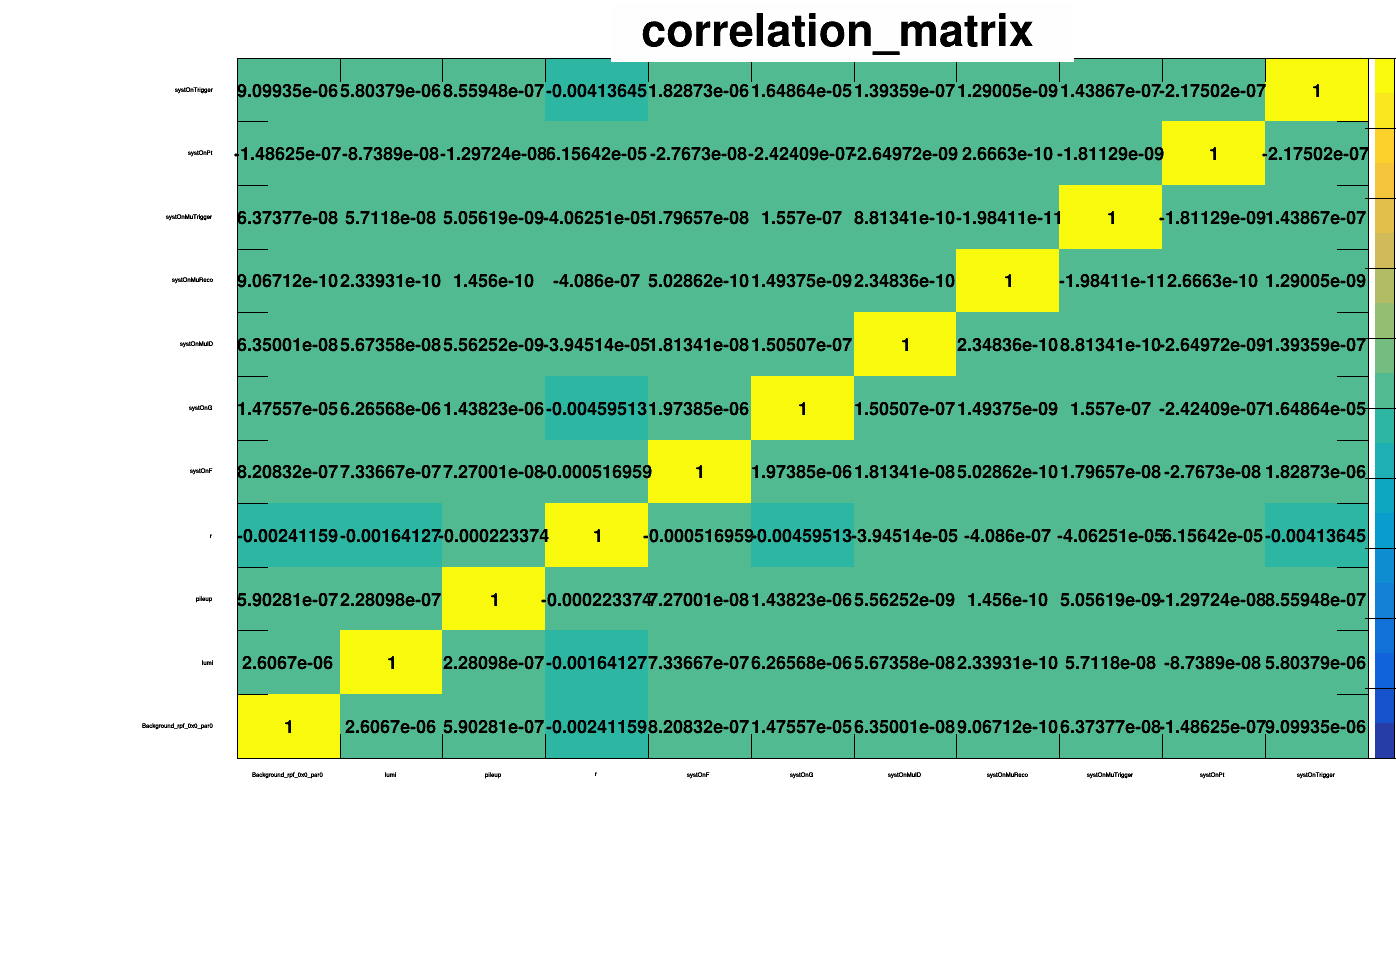 correlation_matrix
systOnTrigger 9.09935e-06 5.80379e-06 8.55948e-07 -0.00413645 1.82873e-06 1.64864e-05 1.39359e-07 1.29005e-09 1.43867e-07 -2.17502e-07 1
systOnPt -1.48625e-07 -8.7389e-08 -1.29724e-08 6.15642e-05 -2.7673e-08 -2.42409e-07 -2.64972e-09 2.6663e-10 -1.81129e-09 1 -2.17502e-07
systOnMuTrigger 6.37377e-08 5.7118e-08 5.05619e-09 -4.06251e-05 1.79657e-08 1.557e-07 8.81341e-10 -1.98411e-11 1 -1.81129e-09 1.43867e-07
systOnMuReco 9.06712e-10 2.33931e-10 1.456e-10 -4.086e-07 5.02862e-10 1.49375e-09 2.34836e-10 1 -1.98411e-11 2.6663e-10 1.29005e-09
systOnMuID 6.35001e-08 5.67358e-08 5.56252e-09 -3.94514e-05 1.81341e-08 1.50507e-07 1 2.34836e-10 8.81341e-10 -2.64972e-09 1.39359e-07
systOnG 1.47557e-05 6.26568e-06 1.43823e-06 -0.00459513 1.97385e-06 1 1.50507e-07 1.49375e-09 1.557e-07 -2.42409e-07 1.64864e-05
systOnF 8.20832e-07 7.33667e-07 7.27001e-08 -0.000516959 1 1.97385e-06 1.81341e-08 5.02862e-10 1.79657e-08 -2.7673e-08 1.82873e-06
r -0.00241159 -0.00164127 -0.000223374 1 -0.000516959 -0.00459513 -3.94514e-05 -4.086e-07 -4.06251e-05 6.15642e-05 -0.00413645
pileup 5.90281e-07 2.28098e-07 1 -0.000223374 7.27001e-08 1.43823e-06 5.56252e-09 1.456e-10 5.05619e-09 -1.29724e-08 8.55948e-07
lumi 2.6067e-06 1 2.28098e-07 -0.00164127 7.33667e-07 6.26568e-06 5.67358e-08 2.33931e-10 5.7118e-08 -8.7389e-08 5.80379e-06
Background_rpf_0x0_par0 1 2.6067e-06 5.90281e-07 -0.00241159 8.20832e-07 1.47557e-05 6.35001e-08 9.06712e-10 6.37377e-08 -1.48625e-07 9.09935e-06
Background_rpf_0x0_par0 lumi pileup r systOnF systOnG systOnMuID systOnMuReco systOnMuTrigger systOnPt systOnTrigger